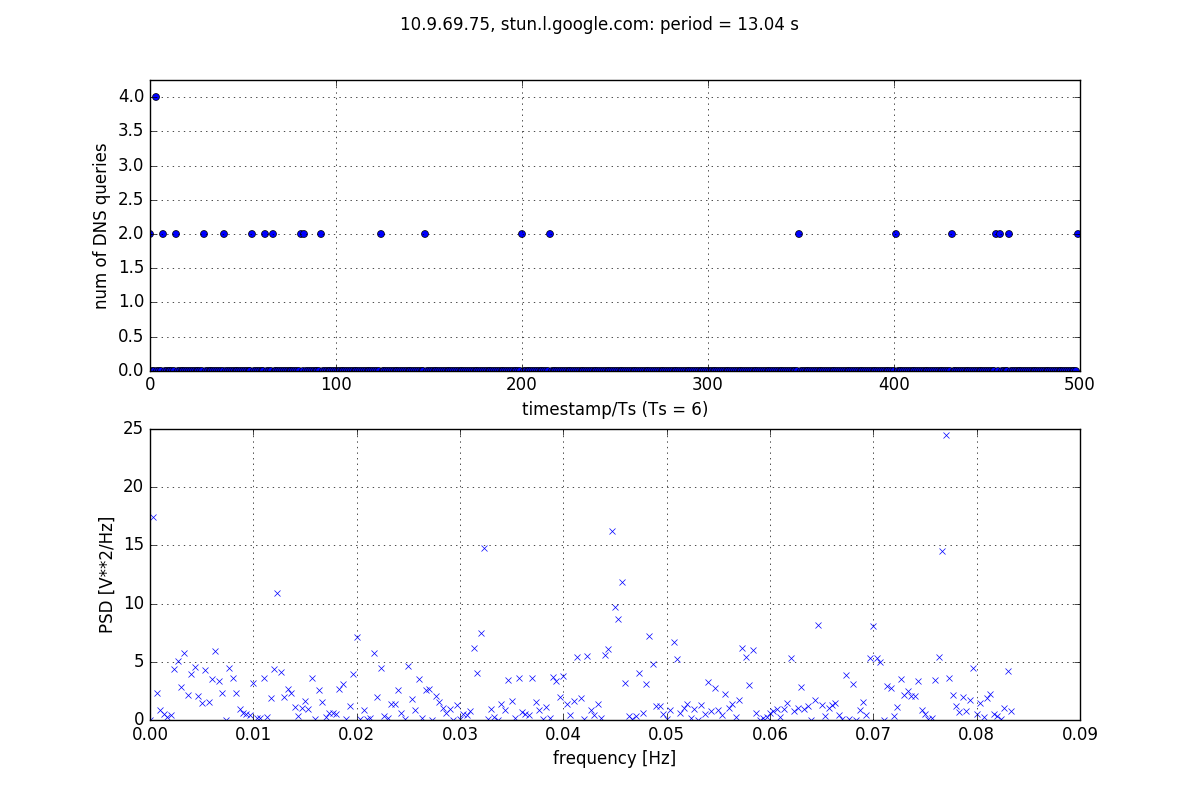 10.9.69.75, stun.l.google.com: period = 13.04 s
4.0
3.5
3.0
2.5
2.0
1.5
1.0
0.5
0.0
num of DNS queries
0 100 200 300 400 500
timestamp/Ts (Ts = 6)
25
20
15
10
5
0
PSD [V**2/Hz]
0.00 0.01 0.02 0.03 0.04 0.05 0.06 0.07 0.08 0.09
frequency [Hz]